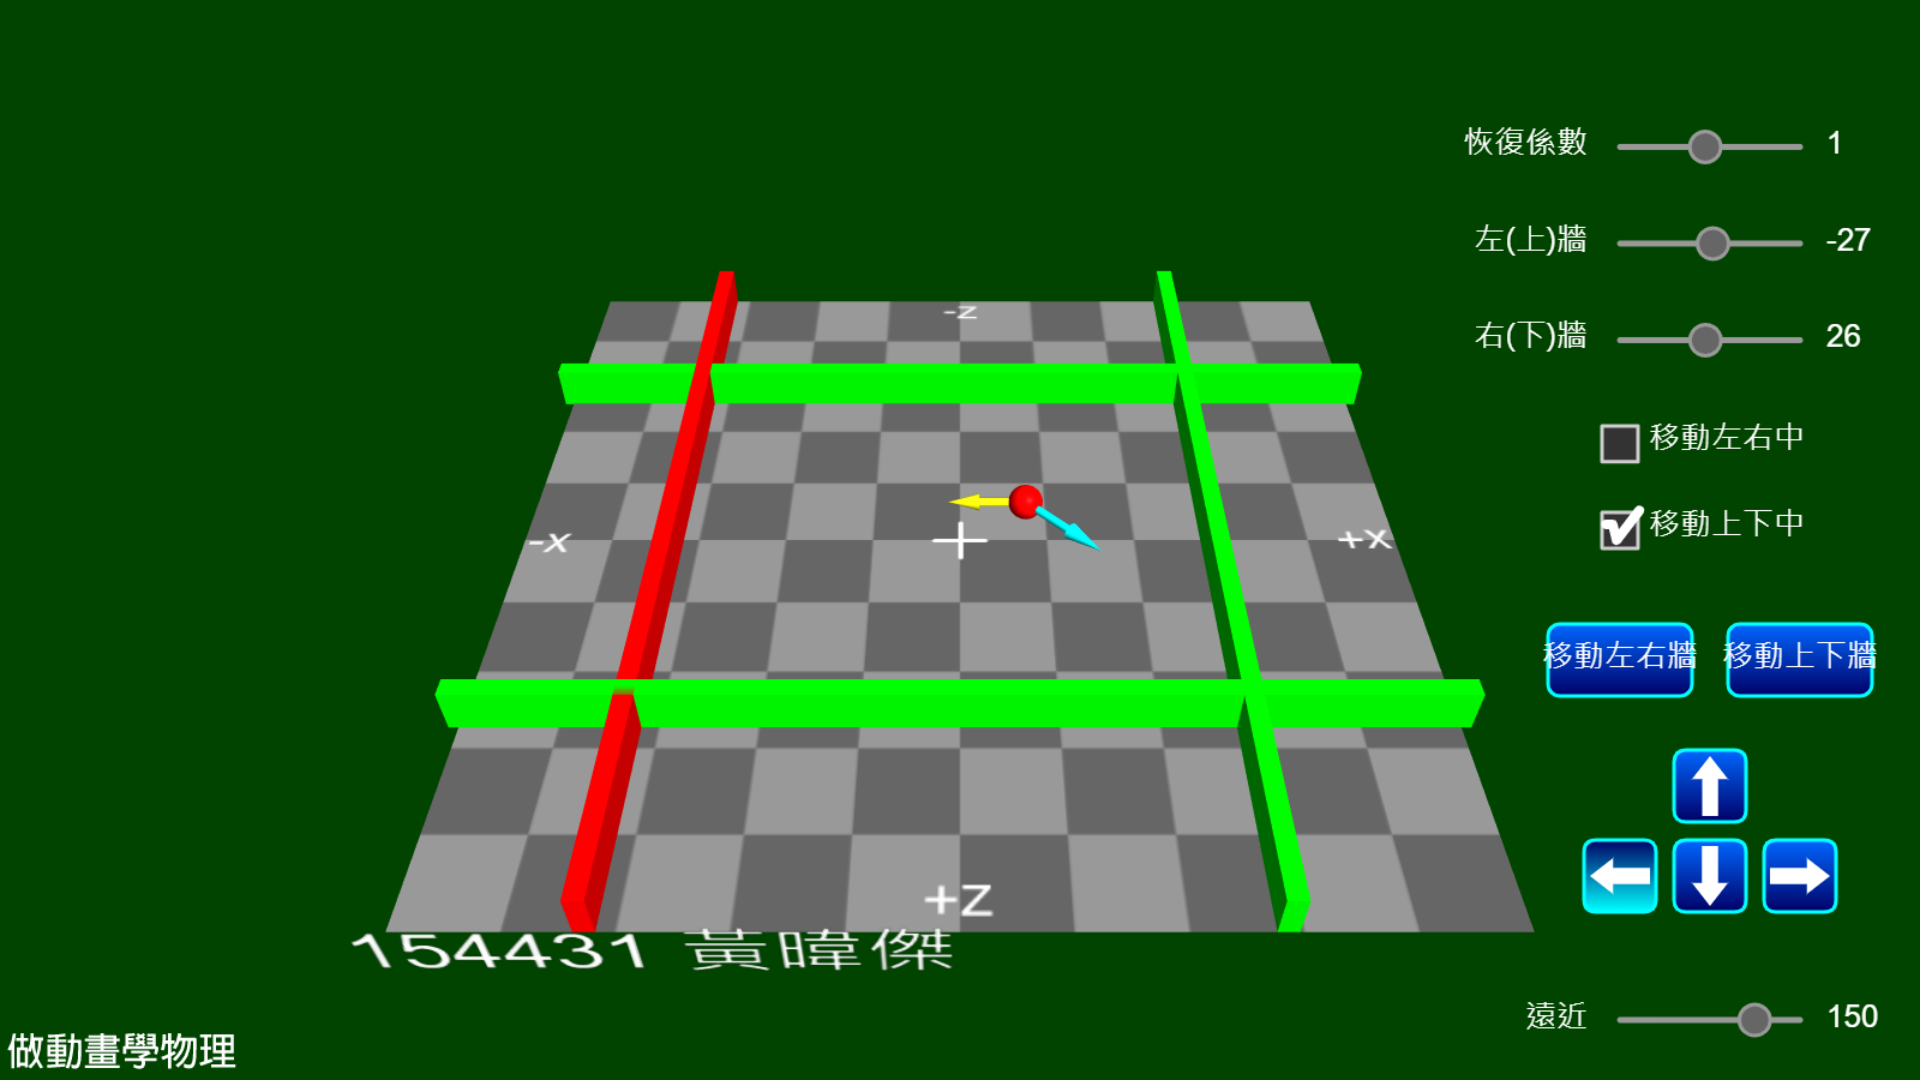 恢復係數 1
左(上)牆 -27
右(下)牆 26
移動左右中
移動上下中
移動左右牆 移動上下牆
-z
-x +x
+z
154431 黃暐傑
遠近 150
做動畫學物理